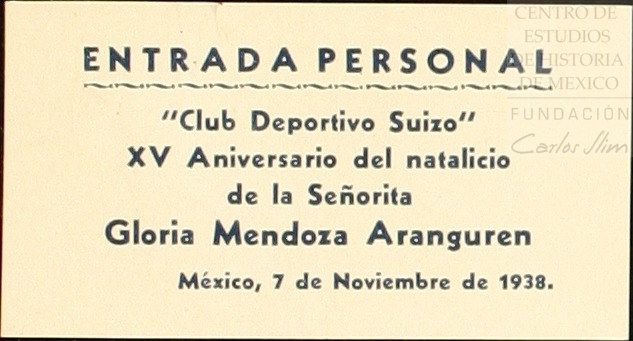 ENTRADA PERSONAL
"Club Deportivo Suizo"
XV Aniversario del natalicio
de la Señorita
Gloria Mendoza Aranguren
México, 7 de Noviembre de 1938.
CENTRO DE
ESTUDIOS
DE HISTORIA
DE MEXICO
FUNDACIÓN
Carlos Slim